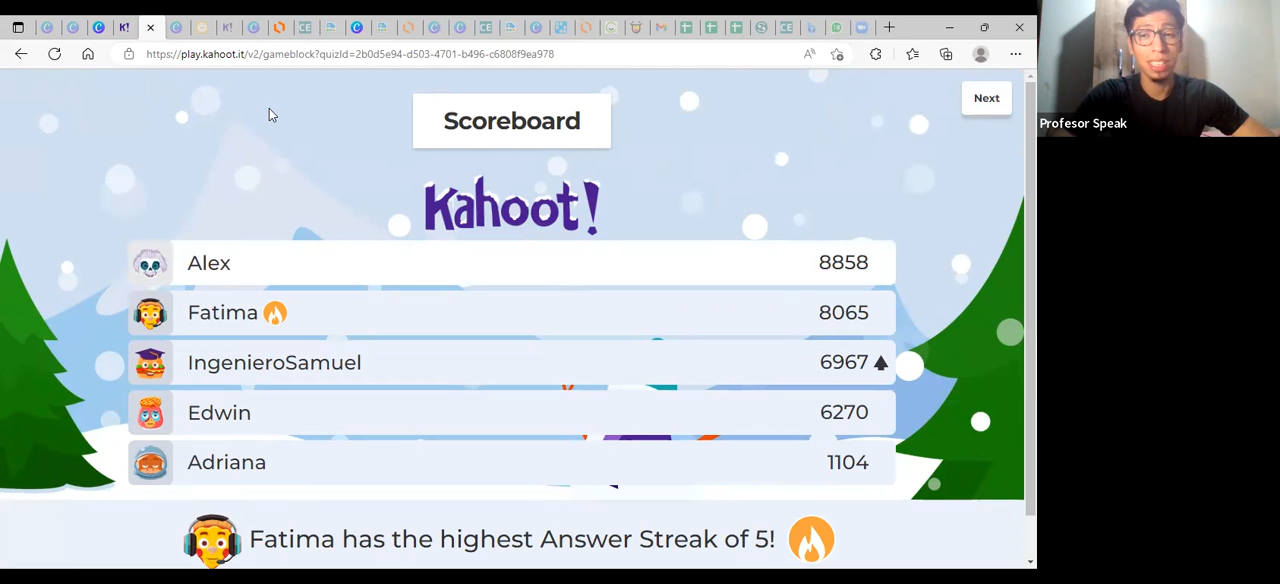 https://play.kahoot.it/v2/gameblock?quizId=2b0d5e94-d503-4701-b496-c6808f9ea978
Next
Scoreboard
Kahoot!
Alex 8858
Fatima 8065
IngenieroSamuel 6967
Edwin 6270
Adriana 1104
Fatima has the highest Answer Streak of 5!
Profesor Speak